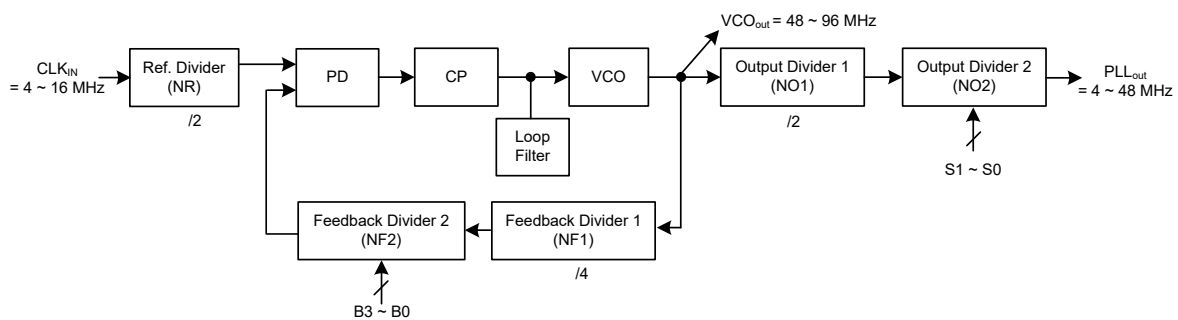 VCOout = 48 ~ 96 MHz
CLKIN
= 4 ~ 16 MHz
Ref. Divider
(NR)
/2
PD
CP
VCO
Output Divider 1
(NO1)
/2
Output Divider 2
(NO2)
PLLout
= 4 ~ 48 MHz
Loop
Filter
S1 ~ S0
Feedback Divider 2
(NF2)
Feedback Divider 1
(NF1)
/4
B3 ~ B0